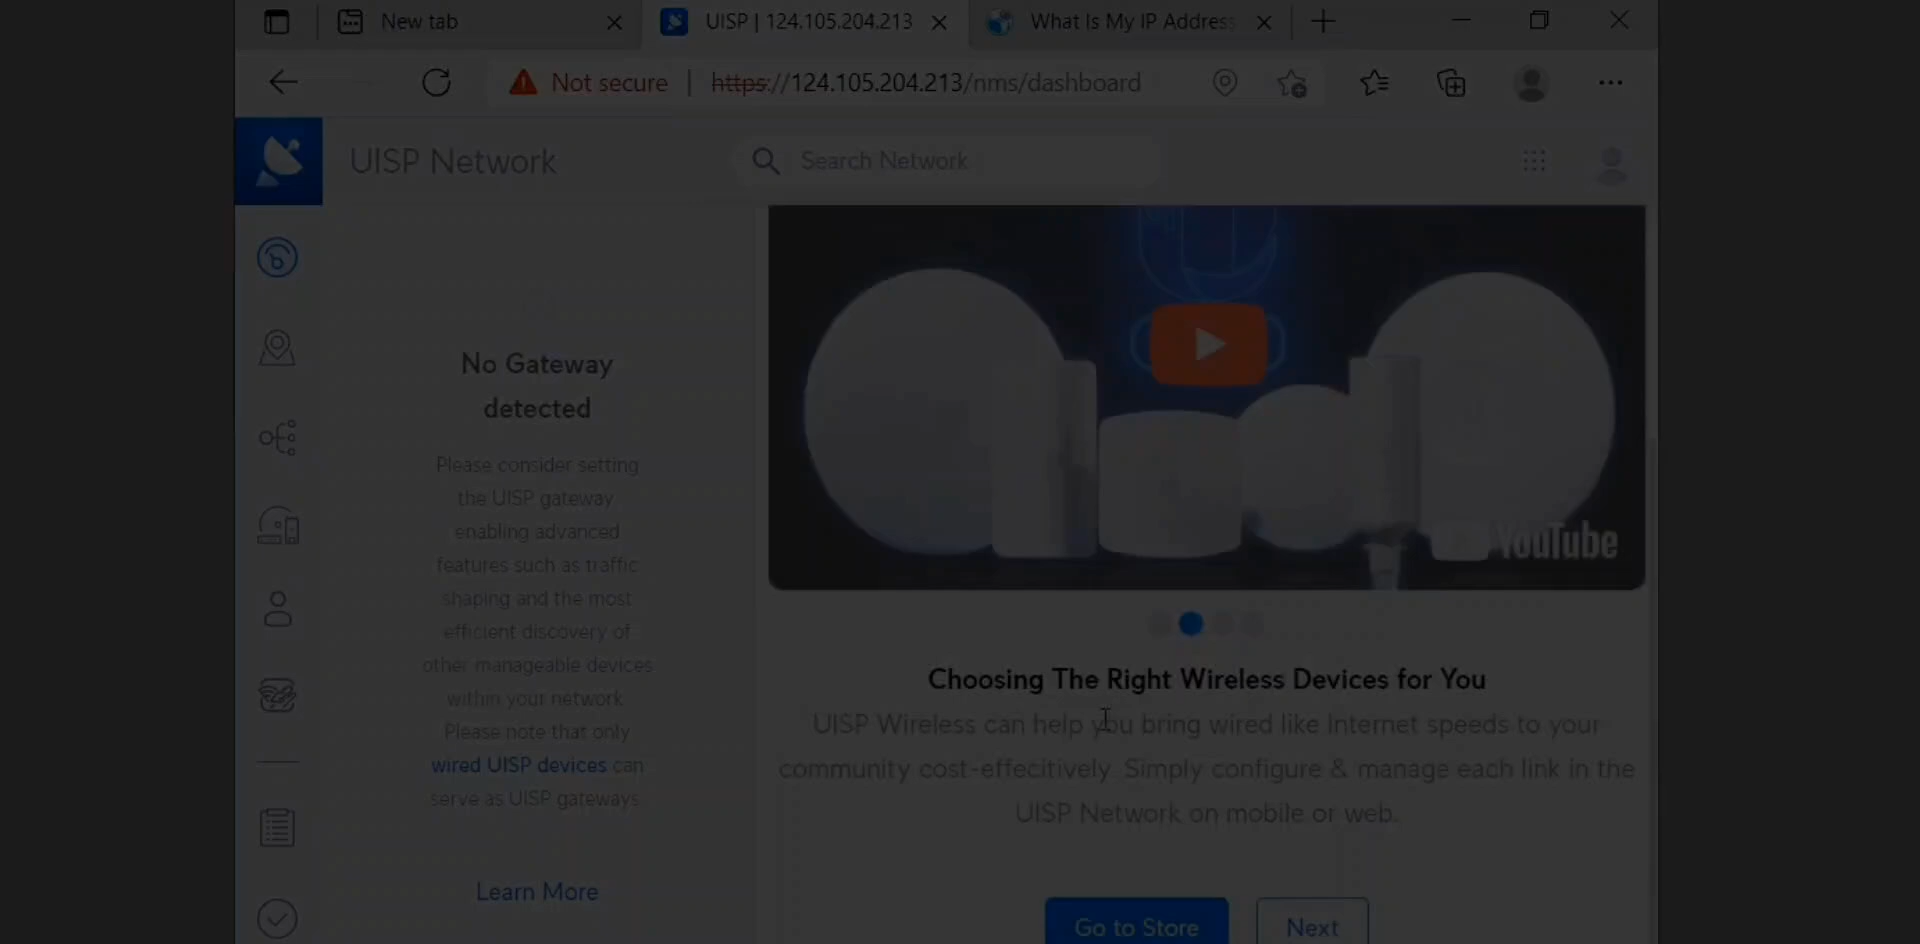 New tab
UISP | 124.105.204.213
What Is My IP Address
Not secure | https://124.105.204.213/nms/dashboard
UISP Network
Search Network
No Gateway
detected
Please consider setting
the UISP gateway
enabling advanced
features such as traffic
shaping and the most
efficient discovery of
other manageable devices
within your network
Please note that only
wired UISP devices can
serve as UISP gateways
Learn More
YouTube
Choosing The Right Wireless Devices for You
UISP Wireless can help you bring wired like Internet speeds to your
community cost-effecitively. Simply configure & manage each link in the
UISP Network on mobile or web.
Go to Store
Next